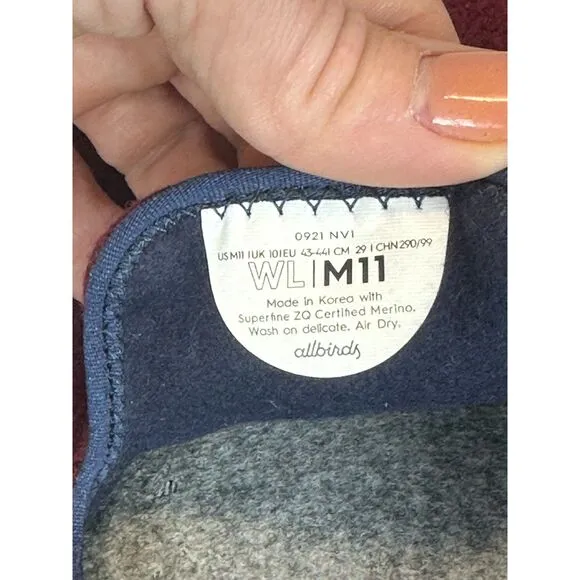 0921 NV1
US M11 | UK 10 | EU 43-44 | CM 29 | CHN 290/99
WL | M11
Made in Korea with
Superfine ZQ Certified Merino.
Wash on delicate. Air Dry.
allbirds